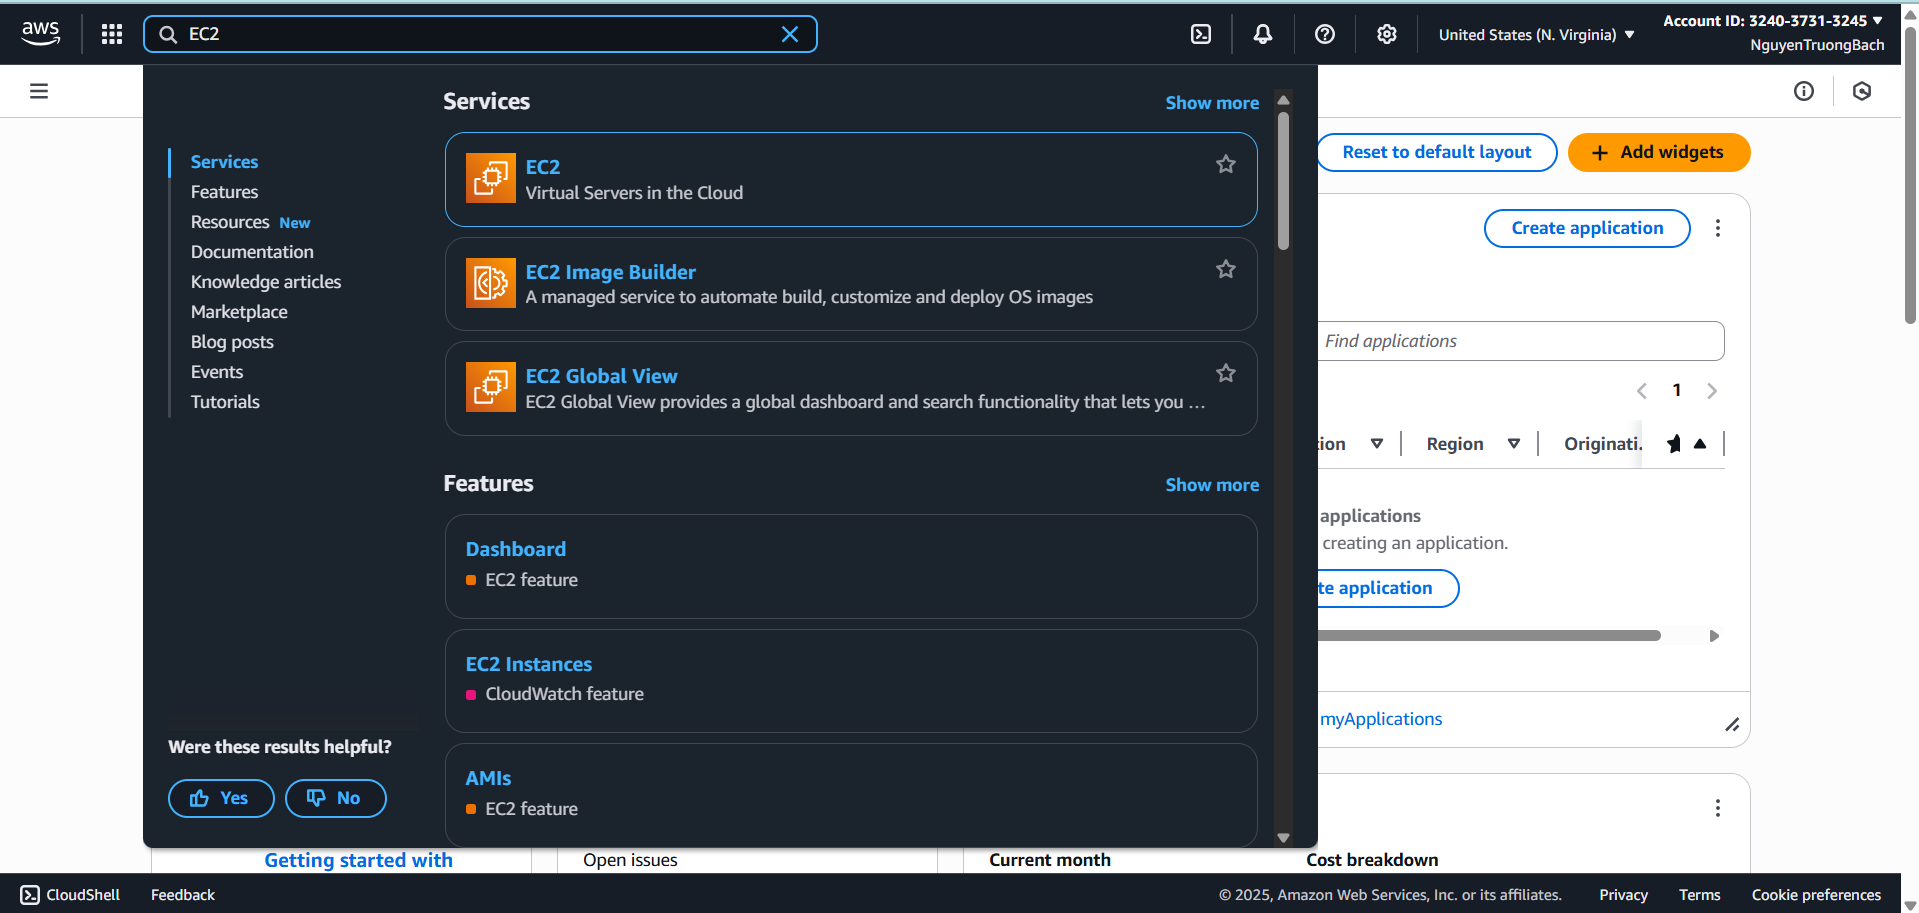 aws
EC2
United States (N. Virginia)
Account ID: 3240-3731-3245
NguyenTruongBach
Services
Features
Resources New
Documentation
Knowledge articles
Marketplace
Blog posts
Events
Tutorials
Were these results helpful?
Yes
No
Services
Show more
EC2
Virtual Servers in the Cloud
EC2 Image Builder
A managed service to automate build, customize and deploy OS images
EC2 Global View
EC2 Global View provides a global dashboard and search functionality that lets you ...
Features
Show more
Dashboard
EC2 feature
EC2 Instances
CloudWatch feature
AMIs
EC2 feature
Reset to default layout
+ Add widgets
Create application
Find applications
1
tion
Region
Originati..
applications
creating an application.
te application
myApplications
Getting started with
Open issues
Current month
Cost breakdown
CloudShell
Feedback
© 2025, Amazon Web Services, Inc. or its affiliates.
Privacy
Terms
Cookie preferences